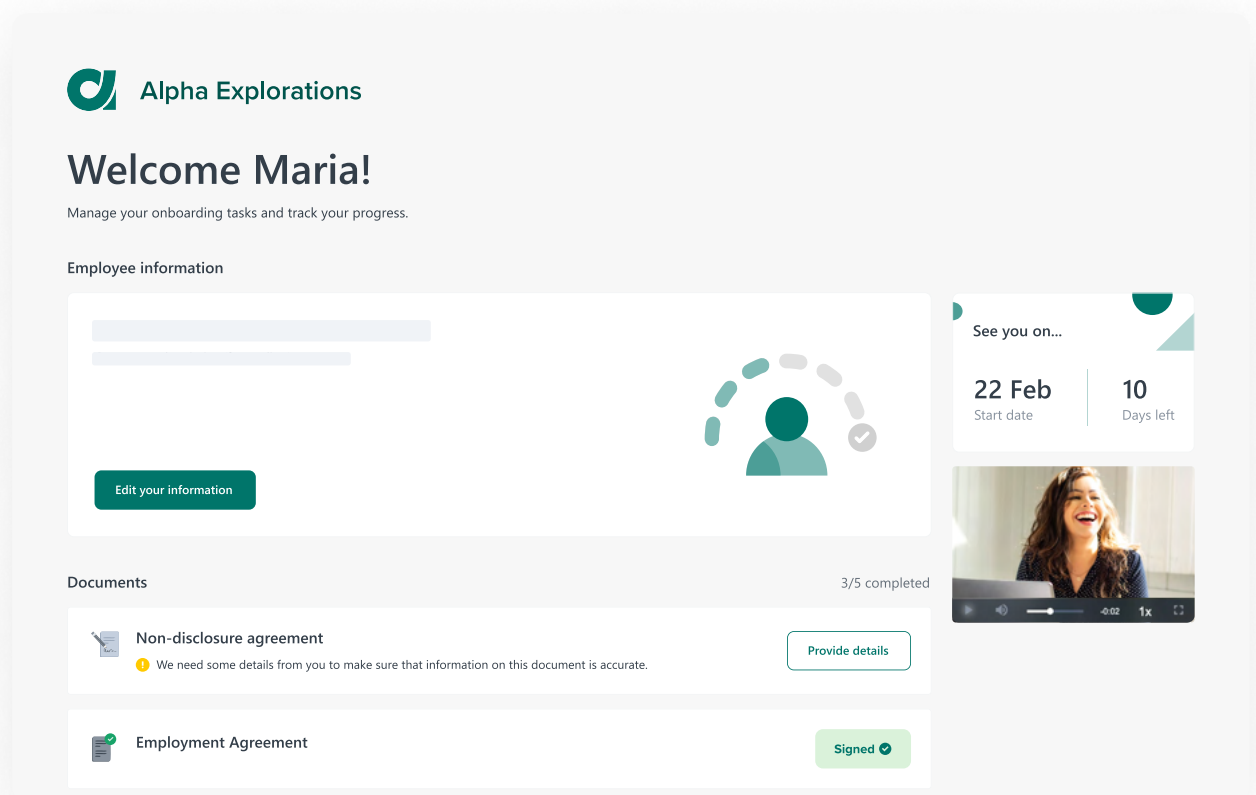 Alpha Explorations
Welcome Maria!
Manage your onboarding tasks and track your progress.
Employee information
Edit your information
See you on...
22 Feb
Start date
10
Days left
-0:02
1x
Documents
3/5 completed
Non-disclosure agreement
We need some details from you to make sure that information on this document is accurate.
Provide details
Employment Agreement
Signed